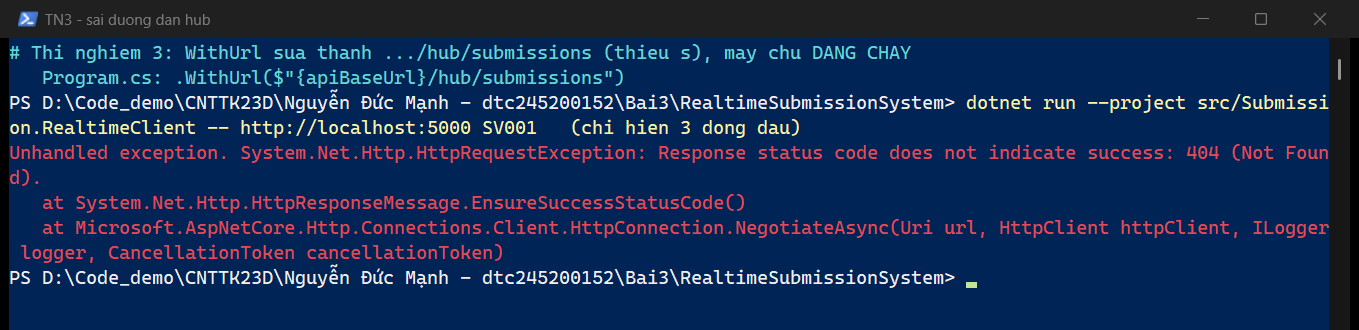 TN3 - sai duong dan hub
# Thi nghiem 3: WithUrl sua thanh .../hub/submissions (thieu s), may chu DANG CHAY
   Program.cs: .WithUrl($"{apiBaseUrl}/hub/submissions")
PS D:\Code_demo\CNTTK23D\Nguyễn Đức Mạnh - dtc245200152\Bai3\RealtimeSubmissionSystem> dotnet run --project src/Submissi
on.RealtimeClient -- http://localhost:5000 SV001   (chi hien 3 dong dau)
Unhandled exception. System.Net.Http.HttpRequestException: Response status code does not indicate success: 404 (Not Foun
d).
   at System.Net.Http.HttpResponseMessage.EnsureSuccessStatusCode()
   at Microsoft.AspNetCore.Http.Connections.Client.HttpConnection.NegotiateAsync(Uri url, HttpClient httpClient, ILogger
 logger, CancellationToken cancellationToken)
PS D:\Code_demo\CNTTK23D\Nguyễn Đức Mạnh - dtc245200152\Bai3\RealtimeSubmissionSystem>